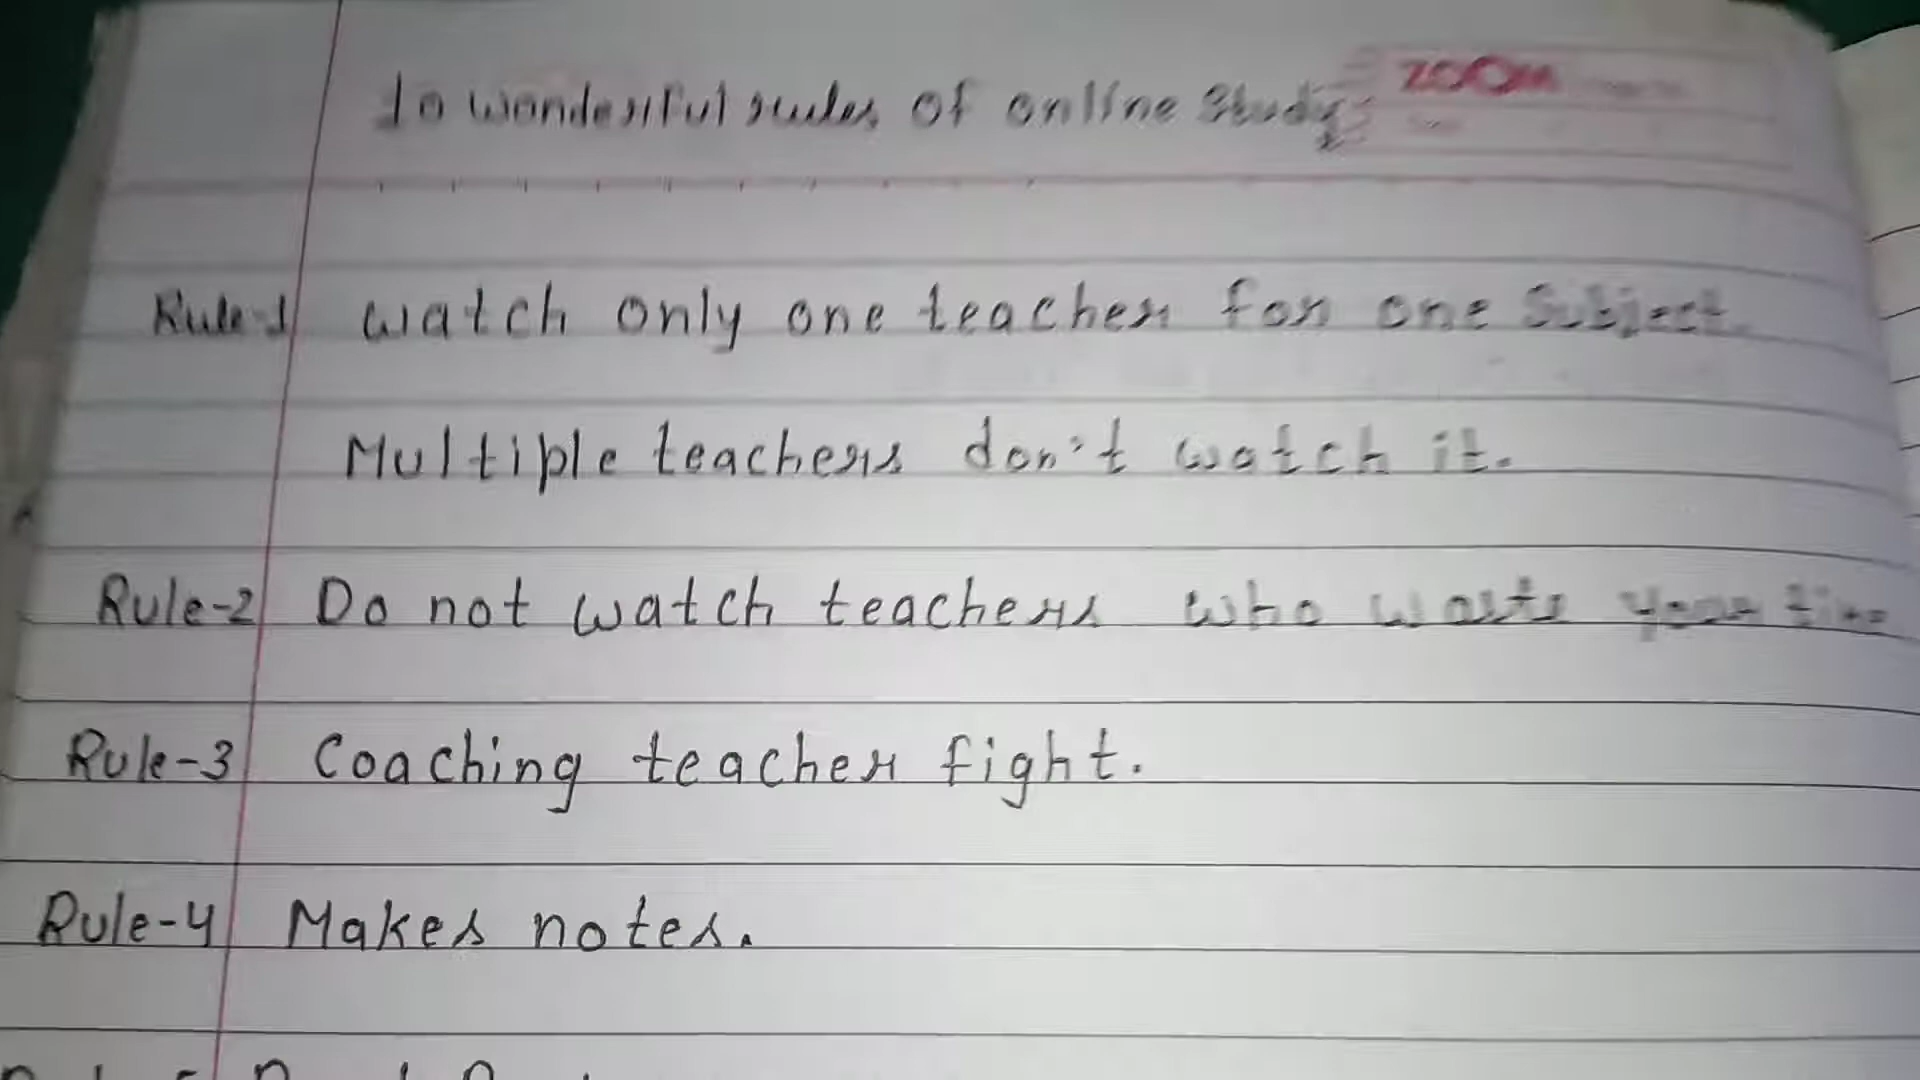 10 wonderful rules of online Study
ZOOM
Rule-1 watch only one teacher for one Subject.
Multiple teachers don't watch it.
Rule-2 Do not watch teachers who waste your time
Rule-3 Coaching teacher fight.
Rule-4 Makes notes.